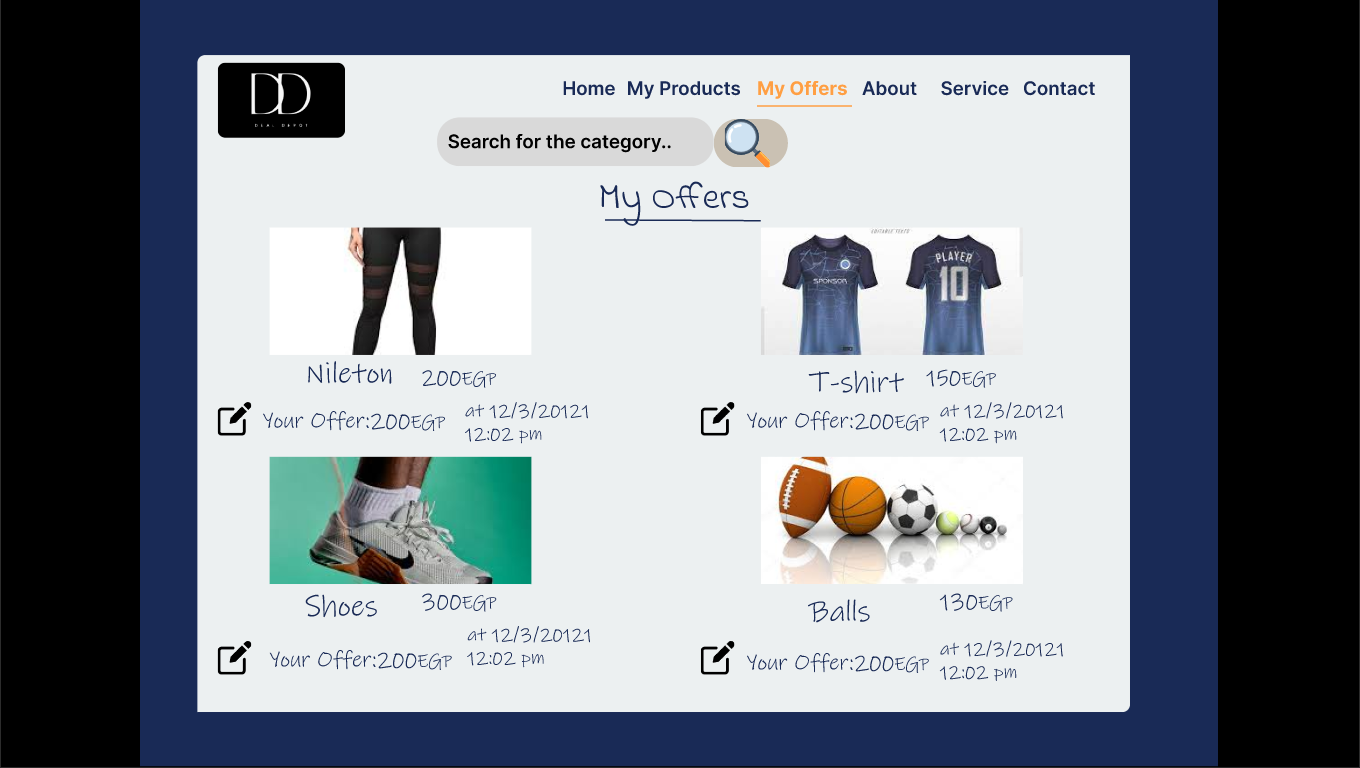 DD
DEAL DEPOT
Home My Products My Offers About Service Contact
Search for the category..
My Offers
EDITABLE TEXTS
SPONSOR
PLAYER
10
Nileton 200EGP
Your Offer:200EGP at 12/3/20121
12:02 pm
T-shirt 150EGP
Your Offer:200EGP at 12/3/20121
12:02 pm
Shoes 300EGP
Your Offer:200EGP at 12/3/20121
12:02 pm
Balls 130EGP
Your Offer:200EGP at 12/3/20121
12:02 pm